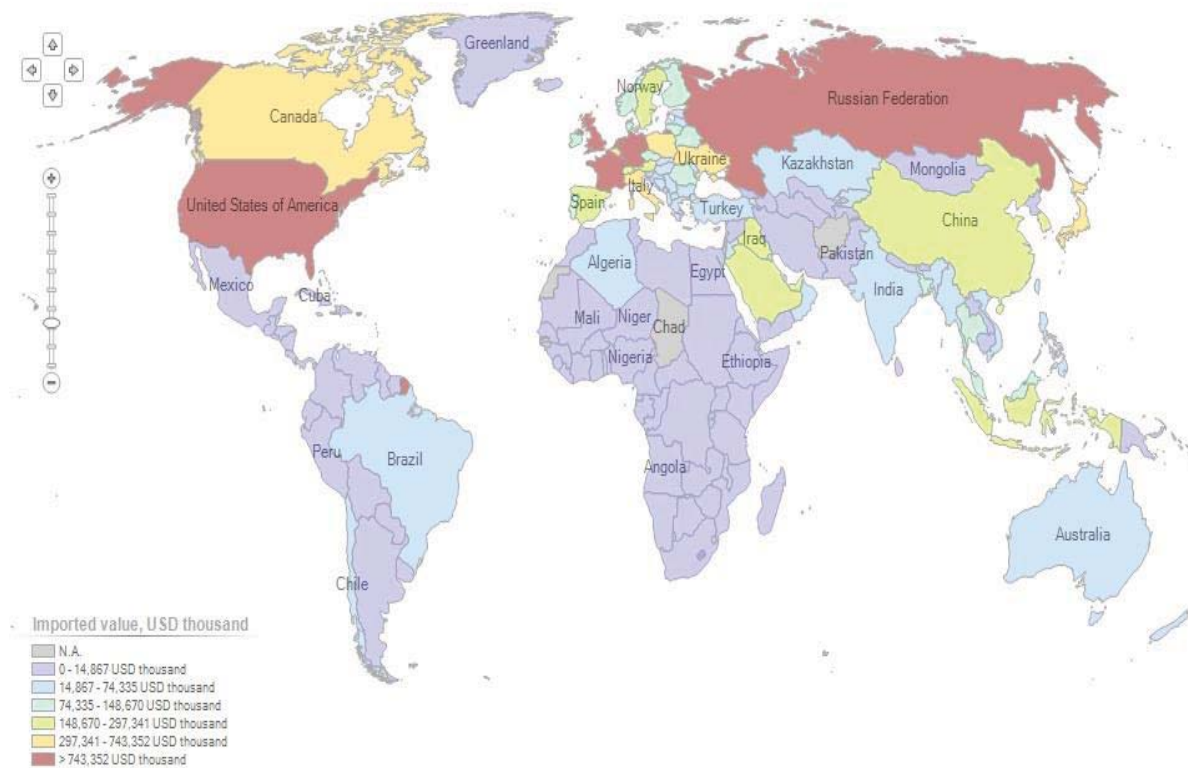 Greenland
Norway
Russian Federation
Canada
Ukraine
Kazakhstan
Mongolia
Italy
United States of America
Spain
Turkey
China
Iraq
Algeria
Pakistan
Egypt
Mexico
India
Cuba
Mali
Niger
Chad
Nigeria
Ethiopia
Peru
Brazil
Angola
Australia
Chile
Imported value, USD thousand
N.A.
0 - 14,867 USD thousand
14,867 - 74,335 USD thousand
74,335 - 148,670 USD thousand
148,670 - 297,341 USD thousand
297,341 - 743,352 USD thousand
> 743,352 USD thousand